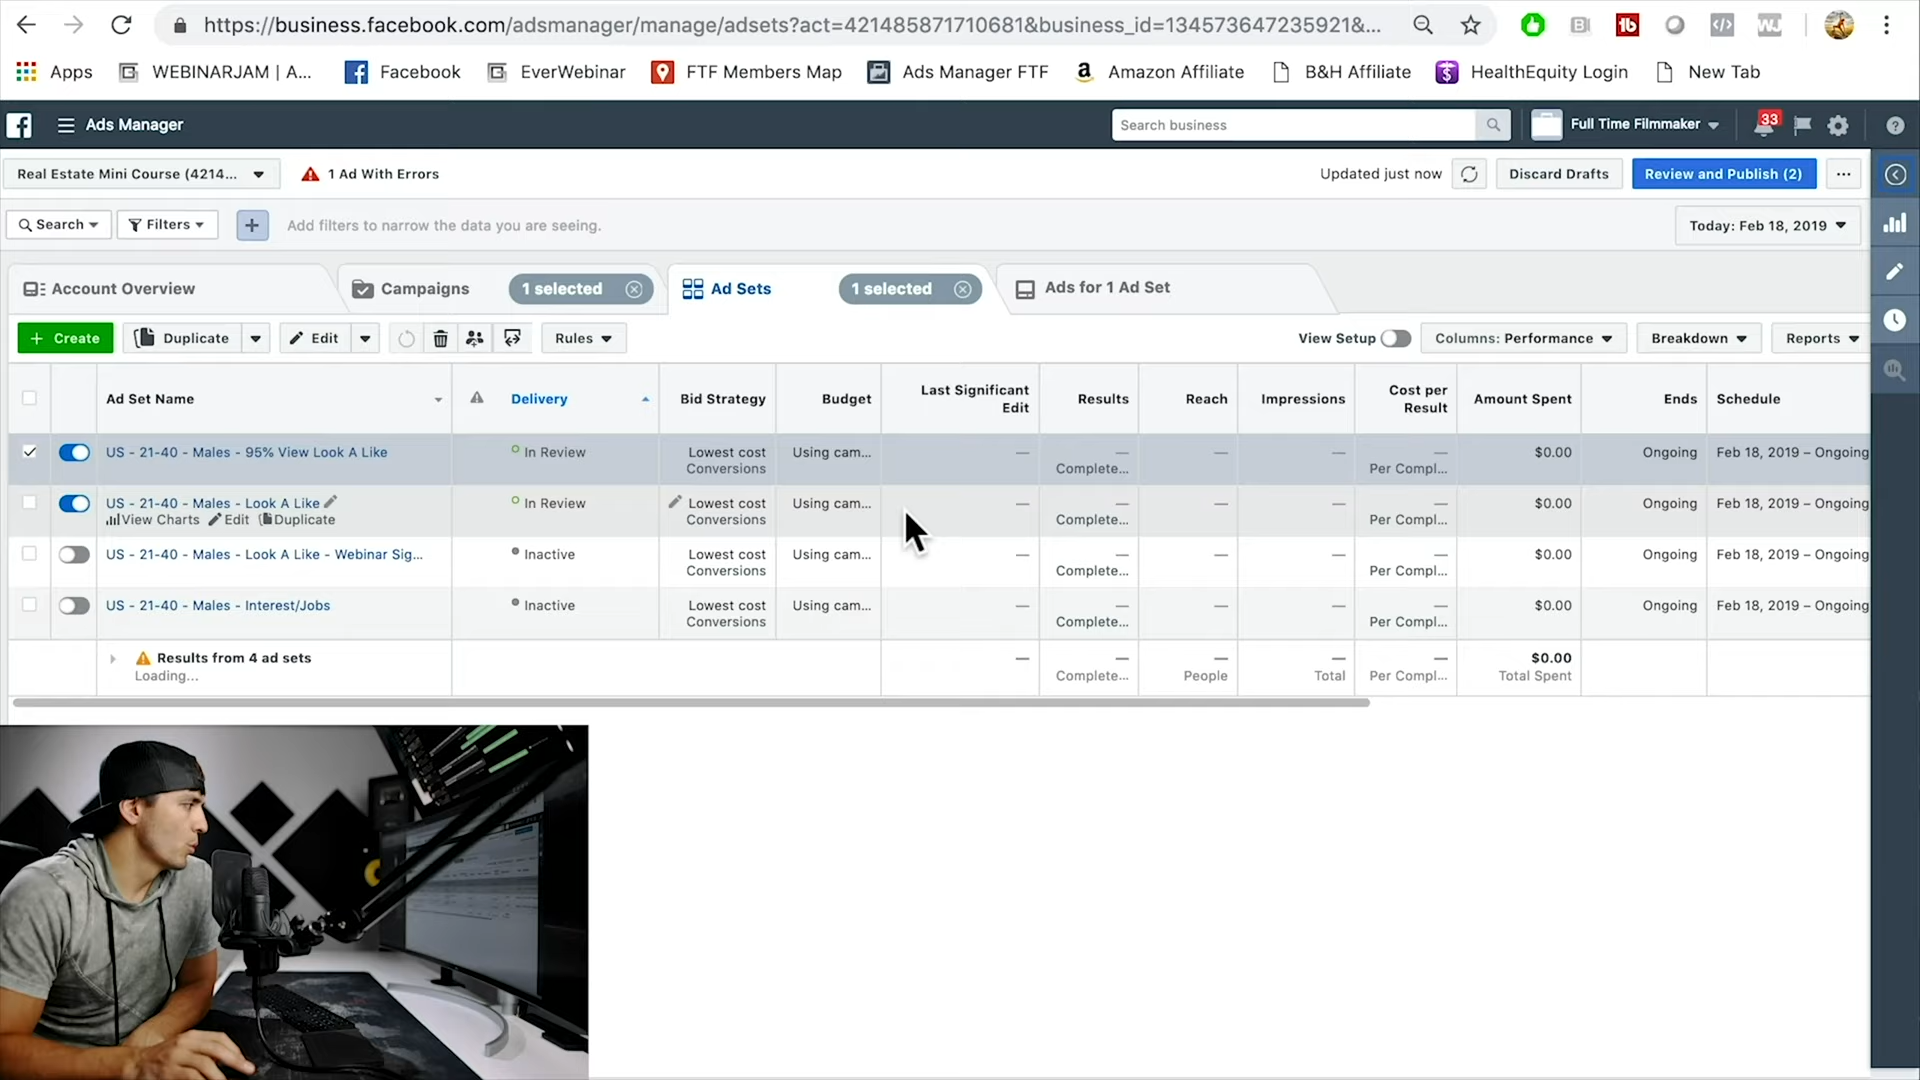 https://business.facebook.com/adsmanager/manage/adsets?act=421485871710681&business_id=134573647235921&...
Apps WEBINARJAM | A... Facebook EverWebinar FTF Members Map Ads Manager FTF Amazon Affiliate B&H Affiliate HealthEquity Login New Tab
Ads Manager Search business Full Time Filmmaker 33
Real Estate Mini Course (4214... 1 Ad With Errors Updated just now Discard Drafts Review and Publish (2) ...
Search Filters + Add filters to narrow the data you are seeing. Today: Feb 18, 2019
Account Overview Campaigns 1 selected Ad Sets 1 selected Ads for 1 Ad Set
+ Create Duplicate Edit Rules View Setup Columns: Performance Breakdown Reports
Ad Set Name Delivery Bid Strategy Budget Last Significant Edit Results Reach Impressions Cost per Result Amount Spent Ends Schedule
US - 21-40 - Males - 95% View Look A Like In Review Lowest cost Using cam... — — — — — $0.00 Ongoing Feb 18, 2019 – Ongoing
Conversions Complete... Per Compl...
US - 21-40 - Males - Look A Like In Review Lowest cost Using cam... — — — — — $0.00 Ongoing Feb 18, 2019 – Ongoing
View Charts Edit Duplicate Conversions Complete... Per Compl...
US - 21-40 - Males - Look A Like - Webinar Sig... Inactive Lowest cost Using cam... — — — — — $0.00 Ongoing Feb 18, 2019 – Ongoing
Conversions Complete... Per Compl...
US - 21-40 - Males - Interest/Jobs Inactive Lowest cost Using cam... — — — — — $0.00 Ongoing Feb 18, 2019 – Ongoing
Conversions Complete... Per Compl...
Results from 4 ad sets — — — — — $0.00
Loading... Complete... People Total Per Compl... Total Spent